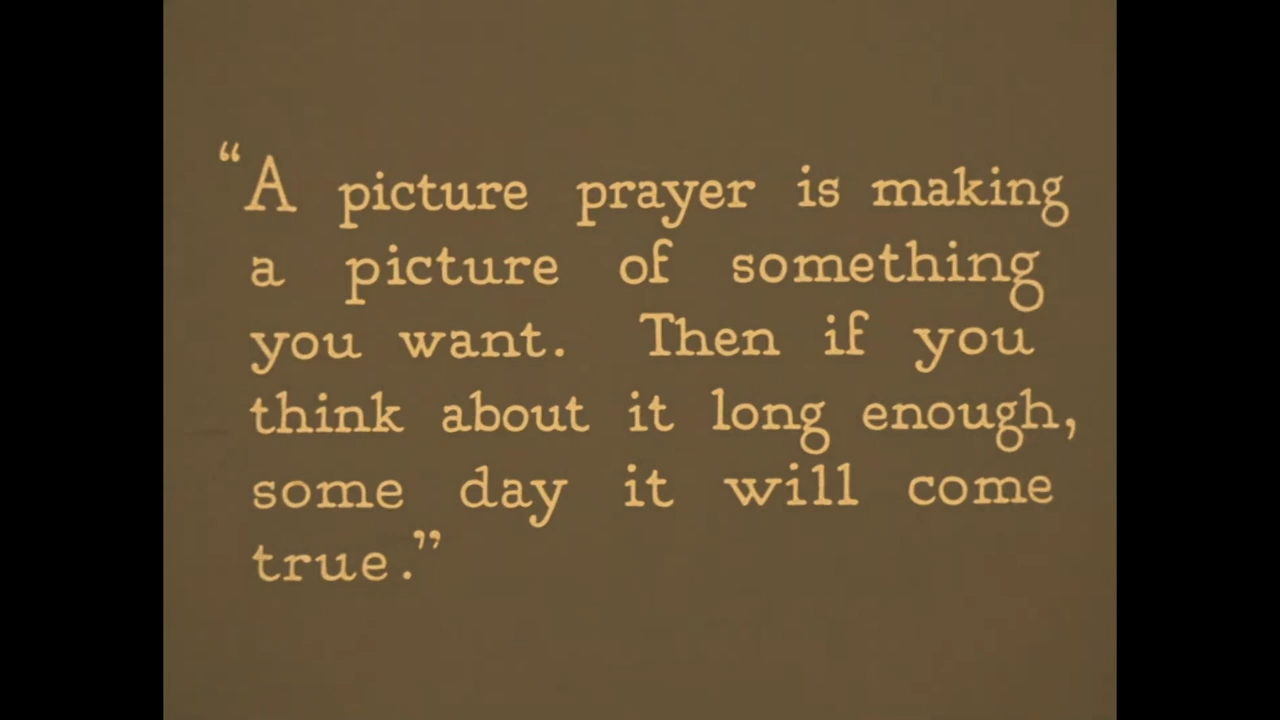 “A picture prayer is making
a picture of something
you want. Then if you
think about it long enough,
some day it will come
true.”